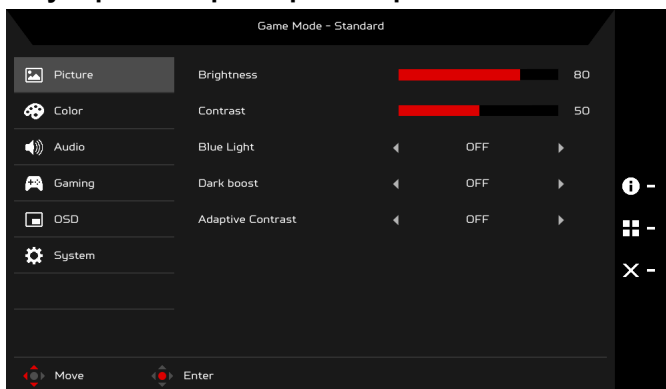 Game Mode - Standard
Picture Brightness 80
Color Contrast 50
Audio Blue Light OFF
Gaming Dark boost OFF
OSD Adaptive Contrast OFF
System
Move Enter